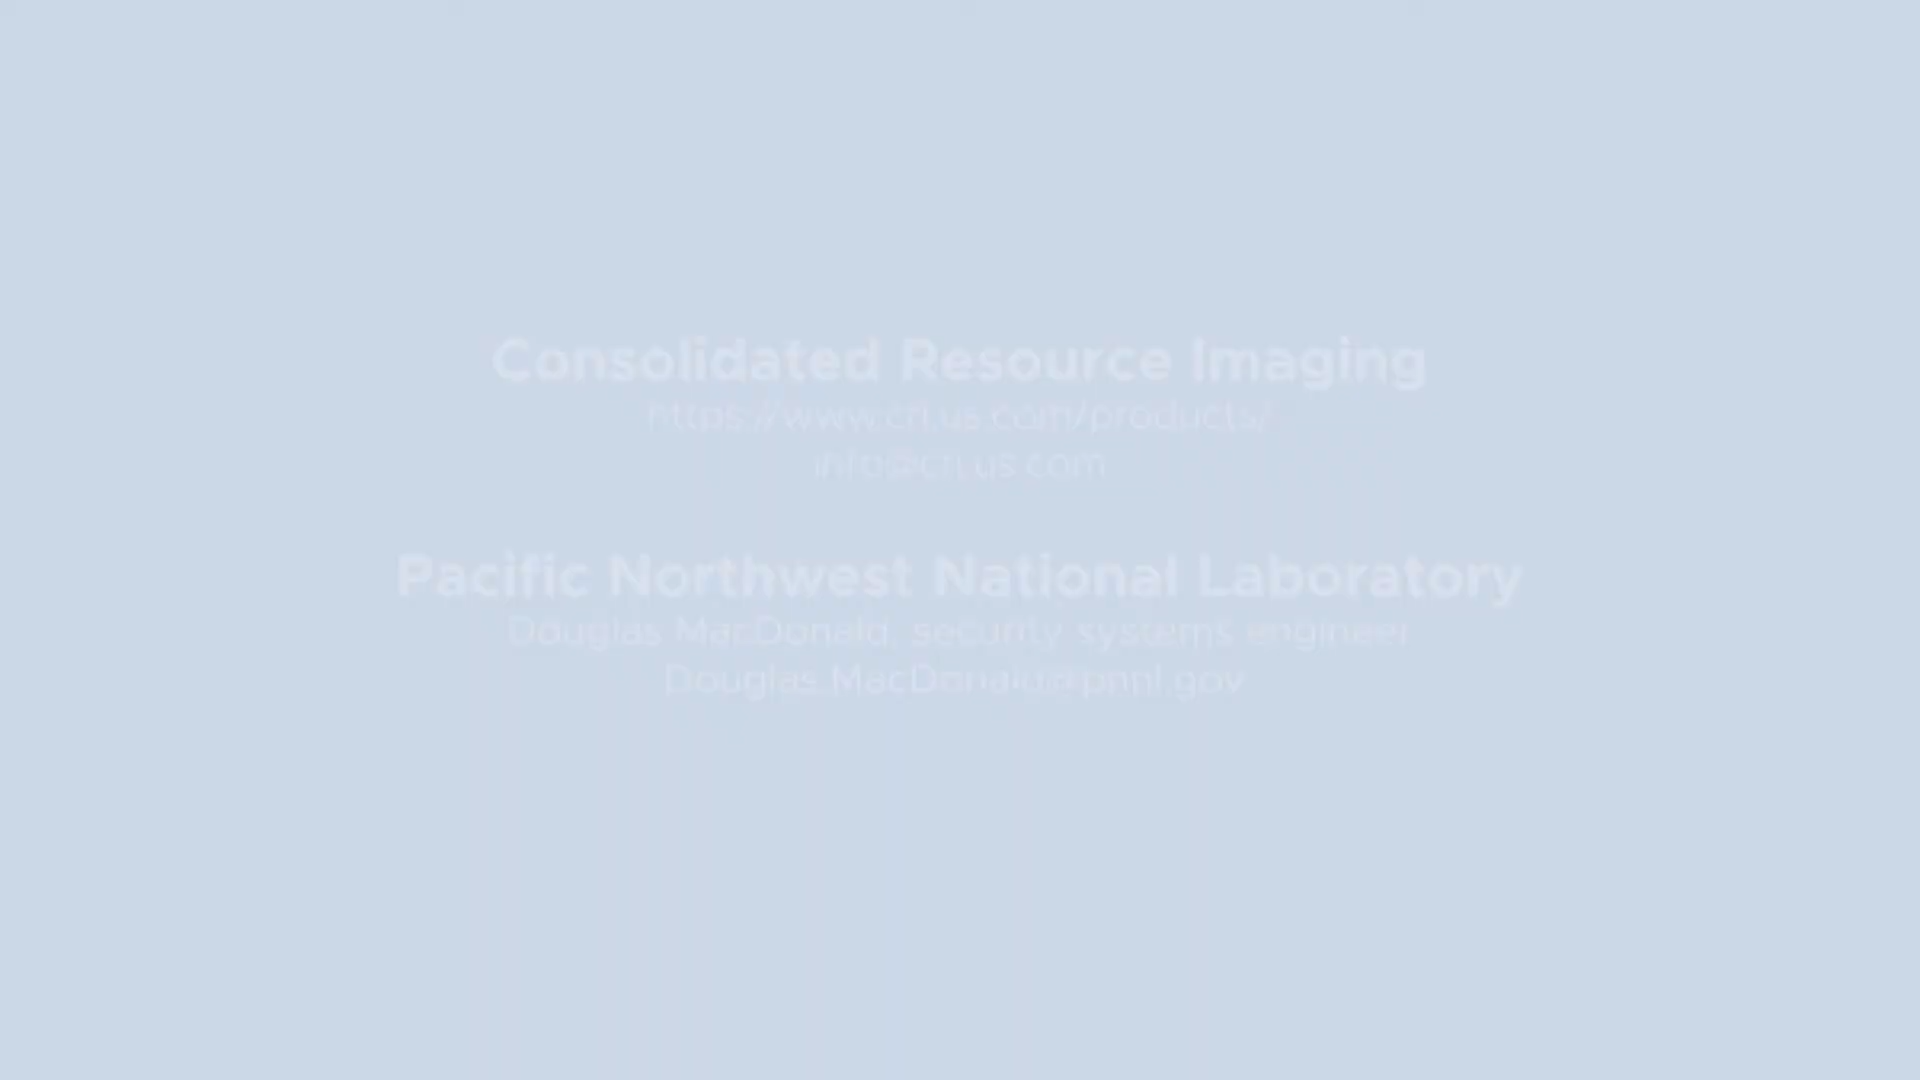 Consolidated Resource Imaging
https://www.cri.us.com/products/
info@cri.us.com
Pacific Northwest National Laboratory
Douglas MacDonald, security systems engineer
Douglas.MacDonald@pnnl.gov